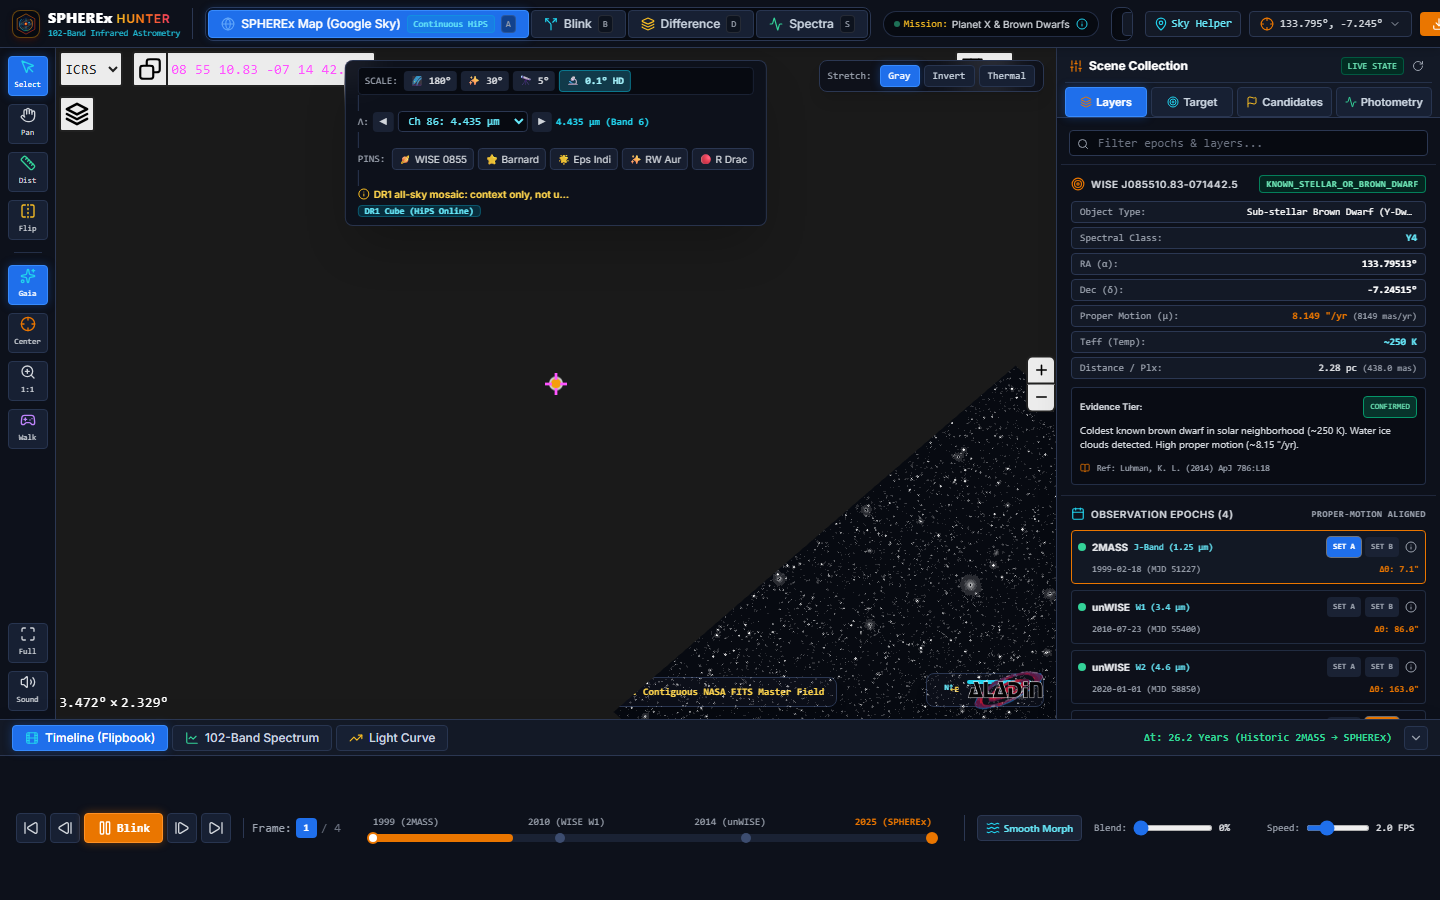 SPHEREx HUNTER
102-Band Infrared Astrometry
SPHEREx Map (Google Sky) Continuous HiPS A
Blink B
Difference D
Spectra S
Mission: Planet X & Brown Dwarfs
Sky Helper
133.795°, -7.245°
Select
Pan
Dist
Flip
Gaia
Center
1:1
Walk
Full
Sound
ICRS
08 55 10.83 -07 14 42.
SCALE: 180° 30° 5° 0.1° HD
Λ: ◀ Ch 86: 4.435 µm ▶ 4.435 µm (Band 6)
PINS: WISE 0855 Barnard Eps Indi RW Aur R Drac
DR1 all-sky mosaic: context only, not u…
DR1 Cube (HiPS Online)
Stretch: Gray Invert Thermal
+
−
Contiguous NASA FITS Master Field
ALADIN
3.472° × 2.329°
Scene Collection LIVE STATE
Layers Target Candidates Photometry
Filter epochs & layers...
WISE J085510.83-071442.5 KNOWN_STELLAR_OR_BROWN_DWARF
Object Type: Sub-stellar Brown Dwarf (Y-Dw…
Spectral Class: Y4
RA (α): 133.79513°
Dec (δ): -7.24515°
Proper Motion (µ): 8.149 "/yr (8149 mas/yr)
Teff (Temp): ~250 K
Distance / Plx: 2.28 pc (438.0 mas)
Evidence Tier: CONFIRMED
Coldest known brown dwarf in solar neighborhood (~250 K). Water ice
clouds detected. High proper motion (~8.15 "/yr).
Ref: Luhman, K. L. (2014) ApJ 786:L18
OBSERVATION EPOCHS (4) PROPER-MOTION ALIGNED
2MASS J-Band (1.25 µm) SET A SET B
1999-02-18 (MJD 51227) Δθ: 7.1"
unWISE W1 (3.4 µm) SET A SET B
2010-07-23 (MJD 55400) Δθ: 86.0"
unWISE W2 (4.6 µm) SET A SET B
2020-01-01 (MJD 58850) Δθ: 163.0"
Timeline (Flipbook) 102-Band Spectrum Light Curve
Δt: 26.2 Years (Historic 2MASS → SPHEREx)
Blink
Frame: 1 / 4
1999 (2MASS) 2010 (WISE W1) 2014 (unWISE) 2025 (SPHEREx)
Smooth Morph
Blend: 0%
Speed: 2.0 FPS